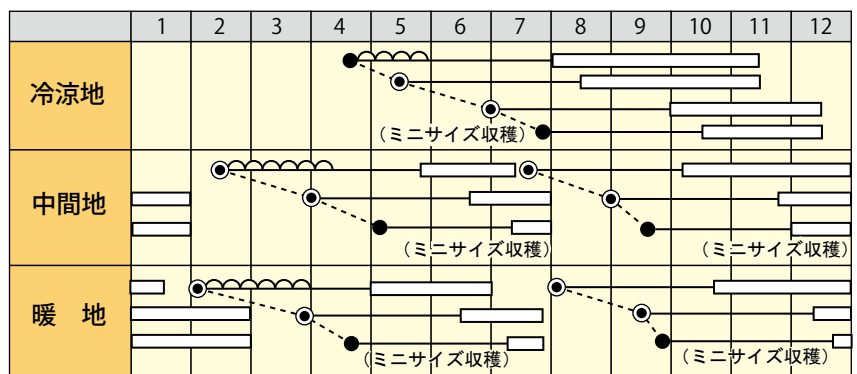 1 2 3 4 5 6 7 8 9 10 11 12
冷涼地
(ミニサイズ収穫)
中間地
(ミニサイズ収穫) (ミニサイズ収穫)
暖 地
(ミニサイズ収穫) (ミニサイズ収穫)